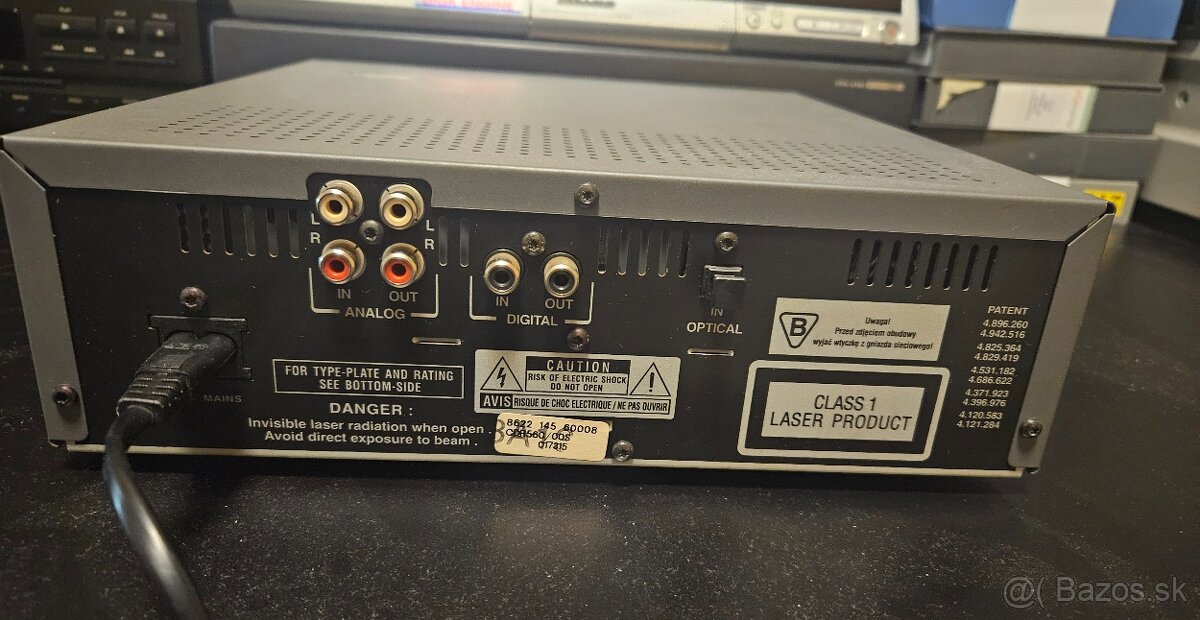 L
R
L
R
IN
OUT
ANALOG
IN
OUT
DIGITAL
IN
OPTICAL
MAINS
FOR TYPE-PLATE AND RATING
SEE BOTTOM-SIDE
DANGER :
Invisible laser radiation when open .
Avoid direct exposure to beam .
CAUTION
RISK OF ELECTRIC SHOCK
DO NOT OPEN
AVIS RISQUE DE CHOC ELECTRIQUE / NE PAS OUVRIR
8622 145 60008
/00S
017315
B
Uwaga!
Przed zdjęciem obudowy
wyjąć wtyczkę z gniazda sieciowego!
CLASS 1
LASER PRODUCT
PATENT
4.896.260
4.942.516
4.825.364
4.829.419
4.531.182
4.686.622
4.371.923
4.396.976
4.120.583
4.121.284
@( Bazos.sk